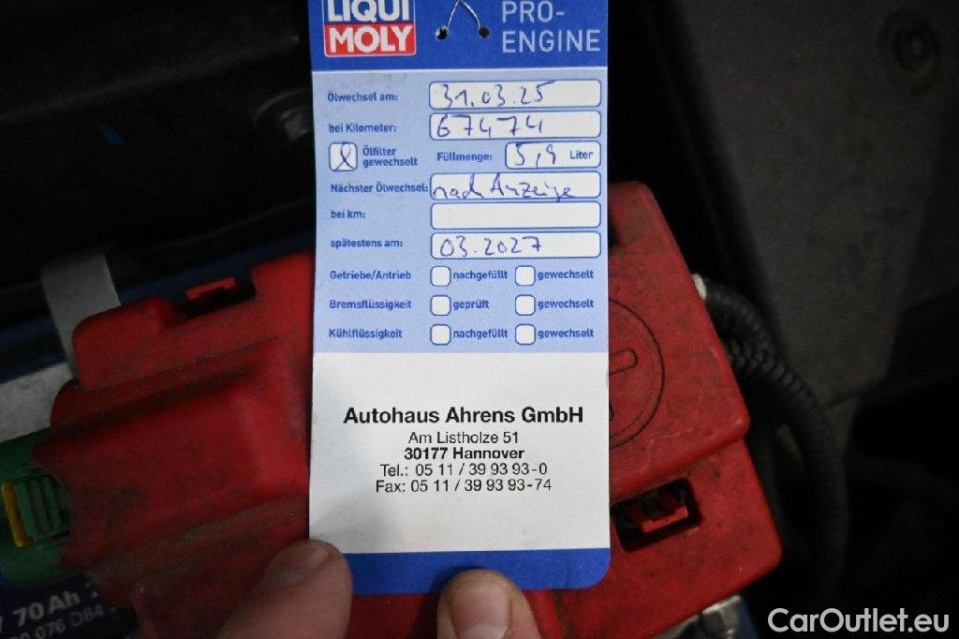 LIQUI
MOLY
PRO-
ENGINE
Ölwechsel am: 31.03.25
bei Kilometer: 67474
Ölfilter
gewechselt
Füllmenge: 5,9 Liter
Nächster Ölwechsel: nach Anzeige
bei km:
spätestens am: 03.2027
Getriebe/Antrieb nachgefüllt gewechselt
Bremsflüssigkeit geprüft gewechselt
Kühlflüssigkeit nachgefüllt gewechselt
Autohaus Ahrens GmbH
Am Listholze 51
30177 Hannover
Tel.: 05 11 / 39 93 93-0
Fax: 05 11 / 39 93 93-74
70Ah
076 D84
CarOutlet.eu